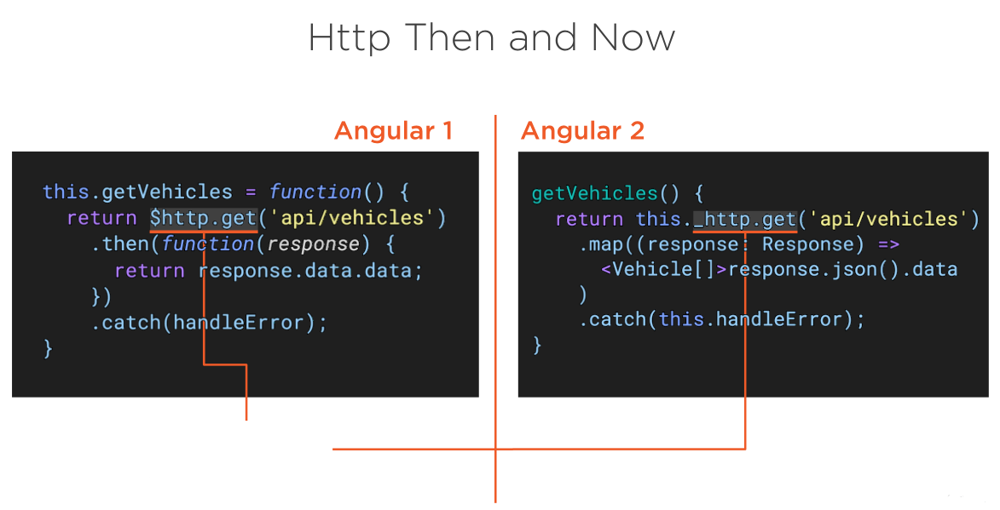 Http Then and Now
Angular 1
this.getVehicles = function() {
return $http.get('api/vehicles')
.then(function(response) {
return response.data.data;
})
.catch(handleError);
}
Angular 2
getVehicles() {
return this._http.get('api/vehicles')
.map((response: Response) =>
<Vehicle[]>response.json().data
)
.catch(this.handleError);
}